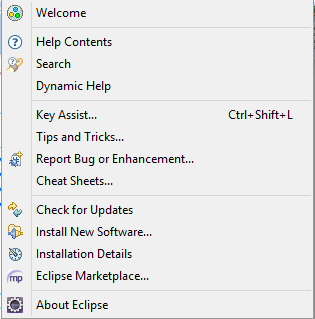 Welcome
Help Contents
Search
Dynamic Help
Key Assist... Ctrl+Shift+L
Tips and Tricks...
Report Bug or Enhancement...
Cheat Sheets...
Check for Updates
Install New Software...
Installation Details
mp Eclipse Marketplace...
About Eclipse